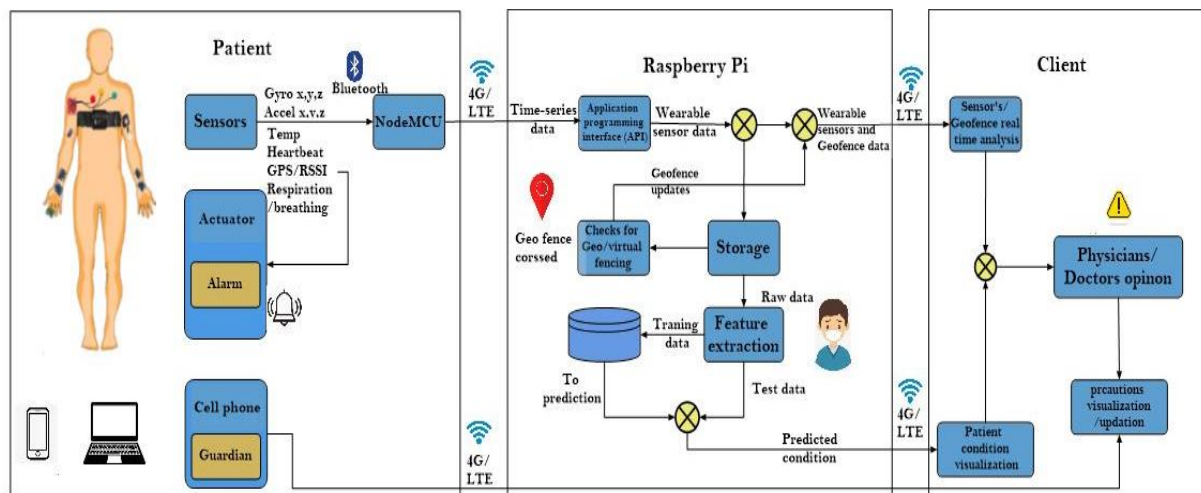 Patient
Sensors
Gyro x,y,z
Accel x.v.z
Temp
Heartbeat
GPS/RSSI
Respiration
/breathing
Bluetooth
NodeMCU
4G/
LTE
Actuator
Alarm
Cell phone
Guardian
4G/
LTE
Raspberry Pi
Time-series
data
Application
programming
interface (API)
Wearable
sensor data
Wearable
sensors and
Geofence data
Geofence
updates
Geo fence
corssed
Checks for
Geo/virtual
fencing
Storage
Raw data
Feature
extraction
Traning
data
To
prediction
Test data
Predicted
condition
4G/
LTE
4G/
LTE
Client
Sensor's/
Geofence real
time analysis
Physicians/
Doctors opinon
prcautions
visualization
/updation
Patient
condition
visualization